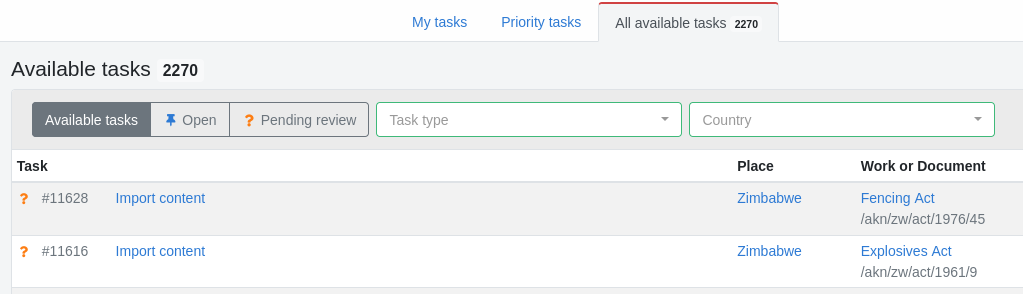 My tasks Priority tasks All available tasks 2270
Available tasks 2270
Available tasks Open ? Pending review Task type Country
Task Place Work or Document
? #11628 Import content Zimbabwe Fencing Act
/akn/zw/act/1976/45
? #11616 Import content Zimbabwe Explosives Act
/akn/zw/act/1961/9